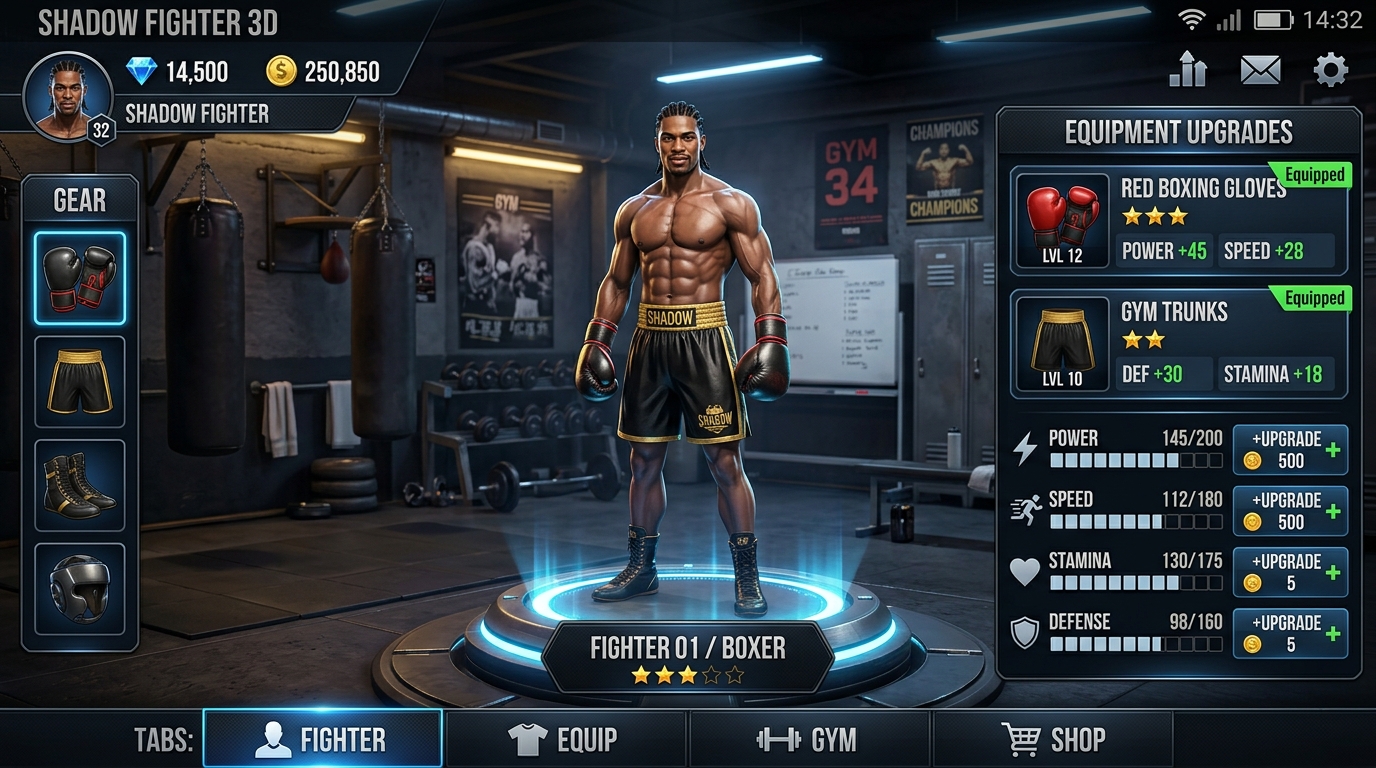 SHADOW FIGHTER 3D
14:32
14,500
250,850
32
SHADOW FIGHTER
GEAR
GYM
GYM
34
CHAMPIONS
CHAMPIONS
SHADOW
EQUIPMENT UPGRADES
Equipped
RED BOXING GLOVES
LVL 12
POWER +45
SPEED +28
Equipped
GYM TRUNKS
LVL 10
DEF +30
STAMINA +18
POWER
145/200
+UPGRADE
500
SPEED
112/180
+UPGRADE
500
STAMINA
130/175
+UPGRADE
5
DEFENSE
98/160
+UPGRADE
5
FIGHTER 01 / BOXER
TABS:
FIGHTER
EQUIP
GYM
SHOP